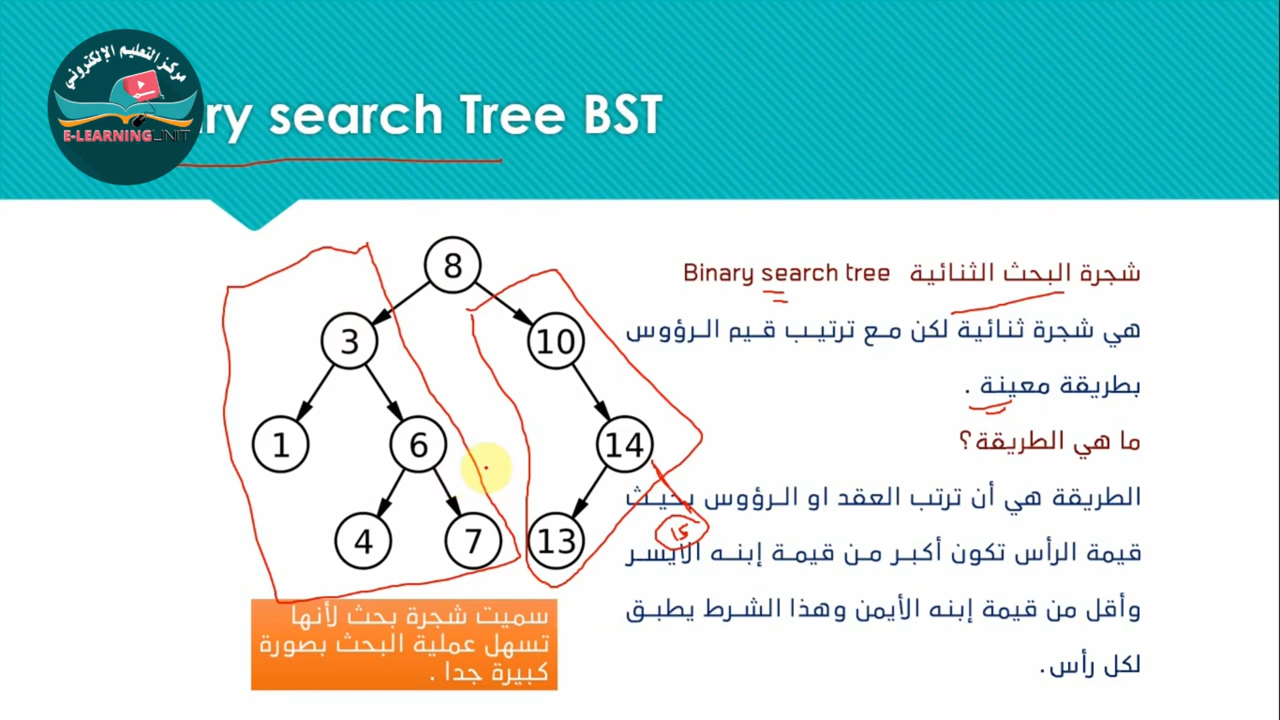 مركز التعليم الإلكتروني
E-LEARNING UNIT
ry search Tree BST
8
3
10
1
6
14
4
7
13
15
شجرة البحث الثنائية Binary search tree
هي شجرة ثنائية لكن مع ترتيب قيم الرؤوس
بطريقة معينة .
ما هي الطريقة؟
الطريقة هي أن ترتب العقد او الرؤوس بحيث
قيمة الرأس تكون أكبر من قيمة إبنه الأيسر
وأقل من قيمة إبنه الأيمن وهذا الشرط يطبق
لكل رأس.
سميت شجرة بحث لأنها
تسهل عملية البحث بصورة
كبيرة جدا .